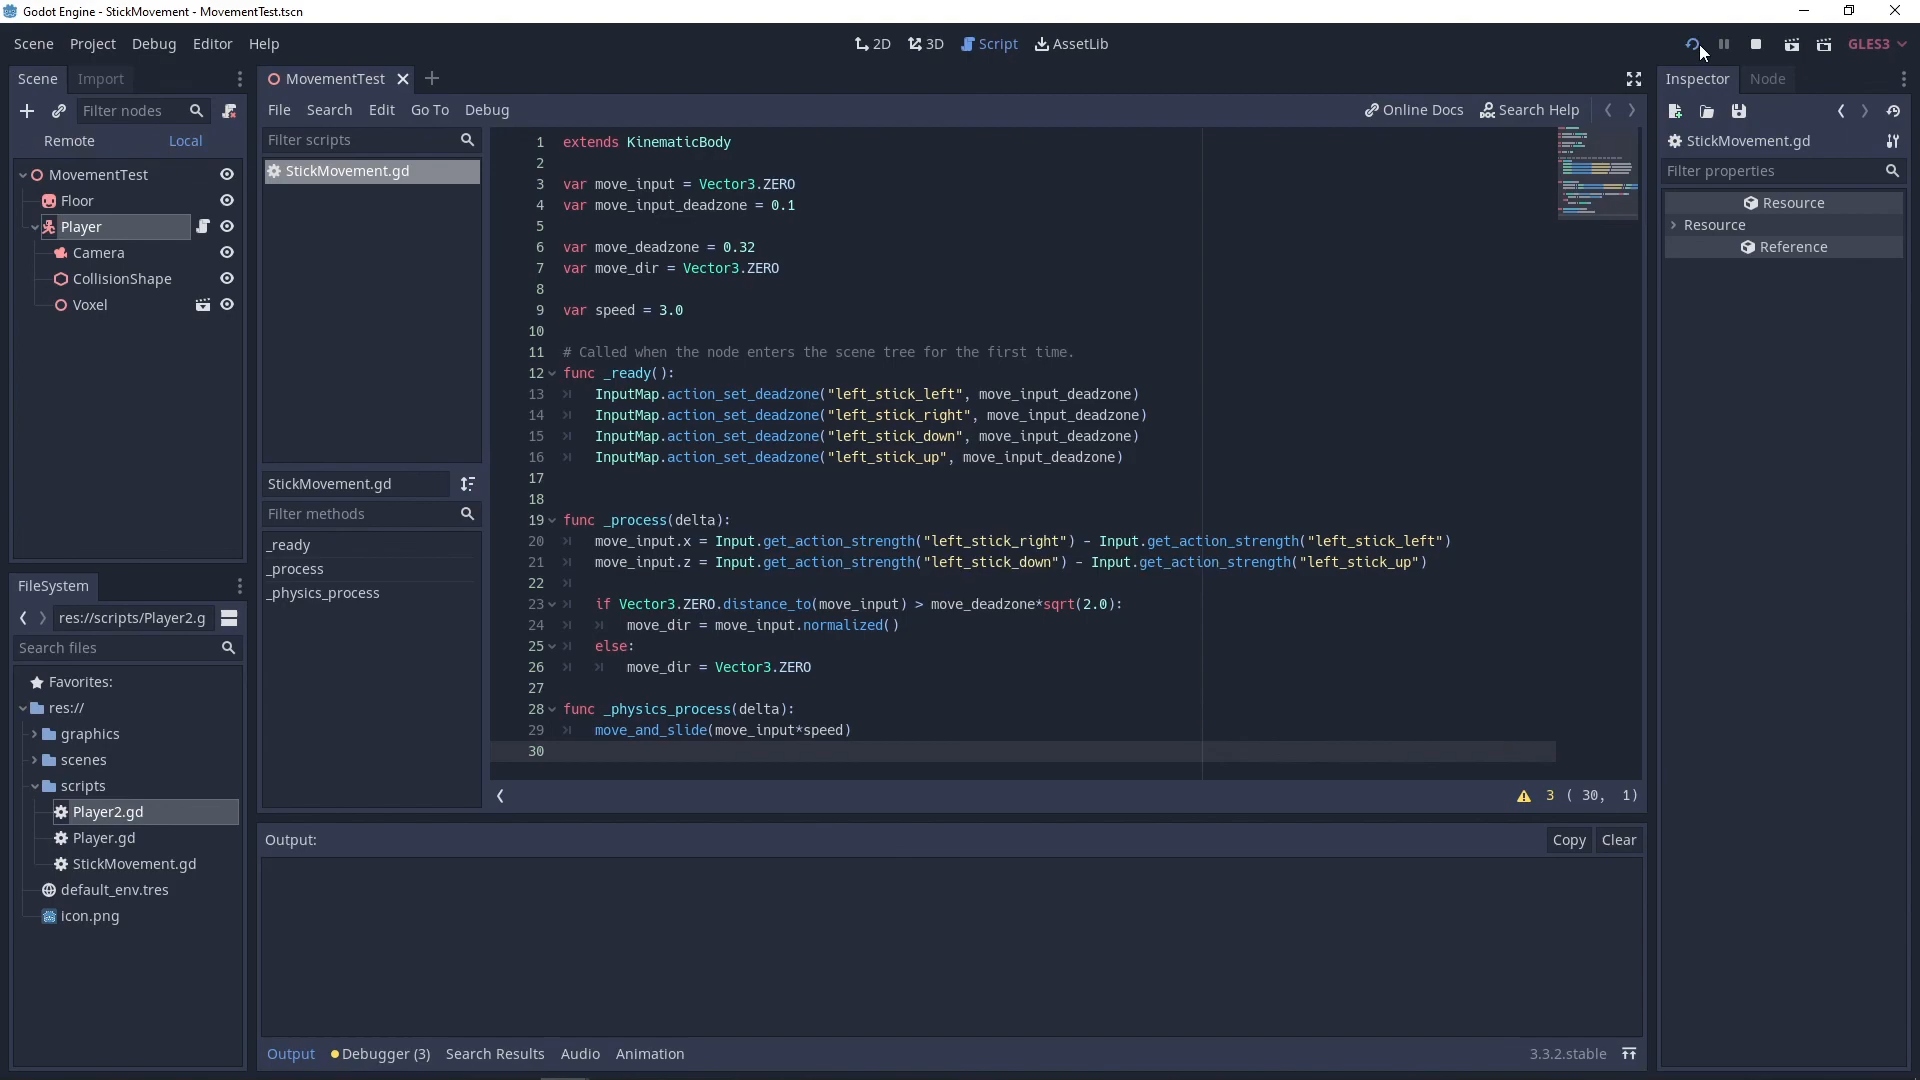 Godot Engine - StickMovement - MovementTest.tscn
Scene Project Debug Editor Help
2D 3D Script AssetLib
GLES3
Scene Import
Filter nodes
Remote Local
MovementTest
Floor
Player
Camera
CollisionShape
Voxel
FileSystem
res://scripts/Player2.g
Search files
Favorites:
res://
graphics
scenes
scripts
Player2.gd
Player.gd
StickMovement.gd
default_env.tres
icon.png
MovementTest
File Search Edit Go To Debug
Online Docs Search Help
Filter scripts
StickMovement.gd
StickMovement.gd
Filter methods
_ready
_process
_physics_process
1 extends KinematicBody
2
3 var move_input = Vector3.ZERO
4 var move_input_deadzone = 0.1
5
6 var move_deadzone = 0.32
7 var move_dir = Vector3.ZERO
8
9 var speed = 3.0
10
11 # Called when the node enters the scene tree for the first time.
12 func _ready():
13 InputMap.action_set_deadzone("left_stick_left", move_input_deadzone)
14 InputMap.action_set_deadzone("left_stick_right", move_input_deadzone)
15 InputMap.action_set_deadzone("left_stick_down", move_input_deadzone)
16 InputMap.action_set_deadzone("left_stick_up", move_input_deadzone)
17
18
19 func _process(delta):
20 move_input.x = Input.get_action_strength("left_stick_right") - Input.get_action_strength("left_stick_left")
21 move_input.z = Input.get_action_strength("left_stick_down") - Input.get_action_strength("left_stick_up")
22
23 if Vector3.ZERO.distance_to(move_input) > move_deadzone*sqrt(2.0):
24 move_dir = move_input.normalized()
25 else:
26 move_dir = Vector3.ZERO
27
28 func _physics_process(delta):
29 move_and_slide(move_input*speed)
30
3 ( 30, 1)
Output:
Copy Clear
Output Debugger (3) Search Results Audio Animation
3.3.2.stable
Inspector Node
StickMovement.gd
Filter properties
Resource
Resource
Reference